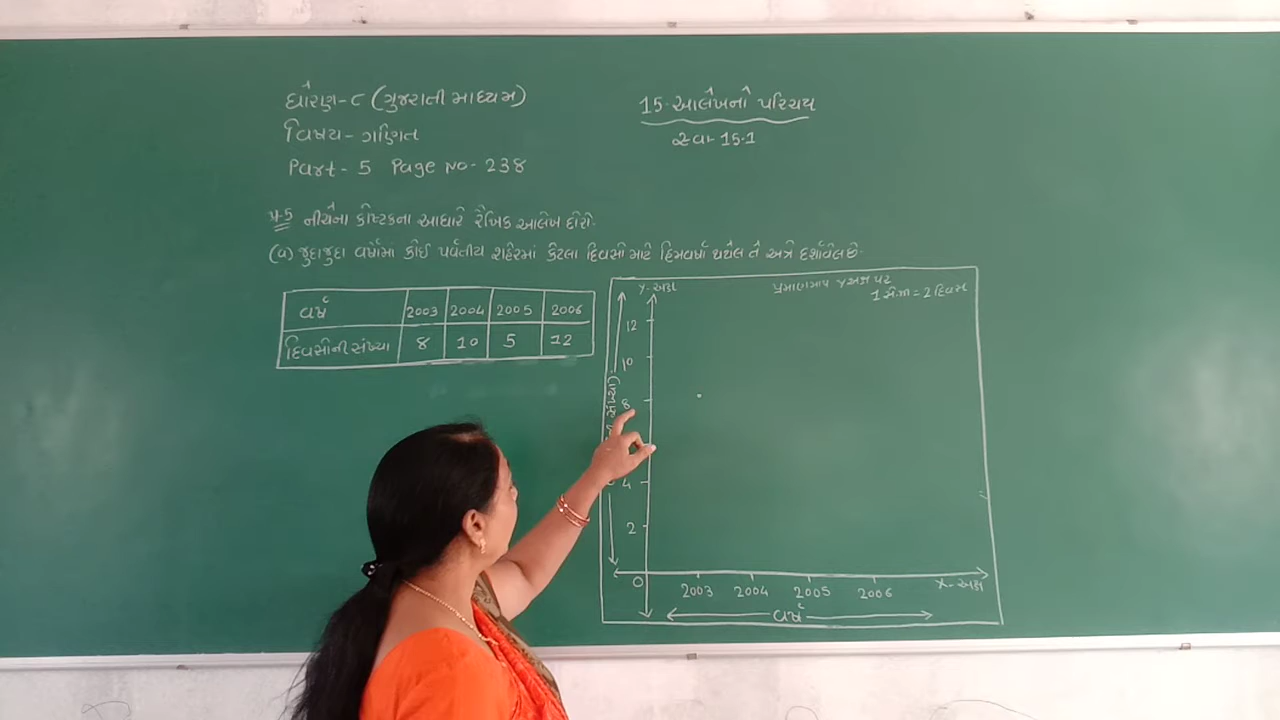 ધોરણ-૮ (ગુજરાતી માધ્યમ)
વિષય-ગણિત
Part-5 Page No-238
15.આલેખનો પરિચય
સ્વા-15.1
પ્ર-5 નીચેના કોષ્ટકના આધારે રેખિક આલેખ દોરો.
(a) જુદાજુદા વર્ષોમાં કોઈ પર્વતીય શહેરમાં કેટલા દિવસો માટે હિમવર્ષા થયેલ તે અત્રે દર્શાવેલ છે.
વર્ષ 2003 2004 2005 2006
દિવસોની સંખ્યા 8 10 5 12
Y-અક્ષ
પ્રમાણમાપ Y અક્ષ પર
1 સે.મી = 2 દિવસ
12
10
8
4
2
0
2003 2004 2005 2006
X-અક્ષ
વર્ષ